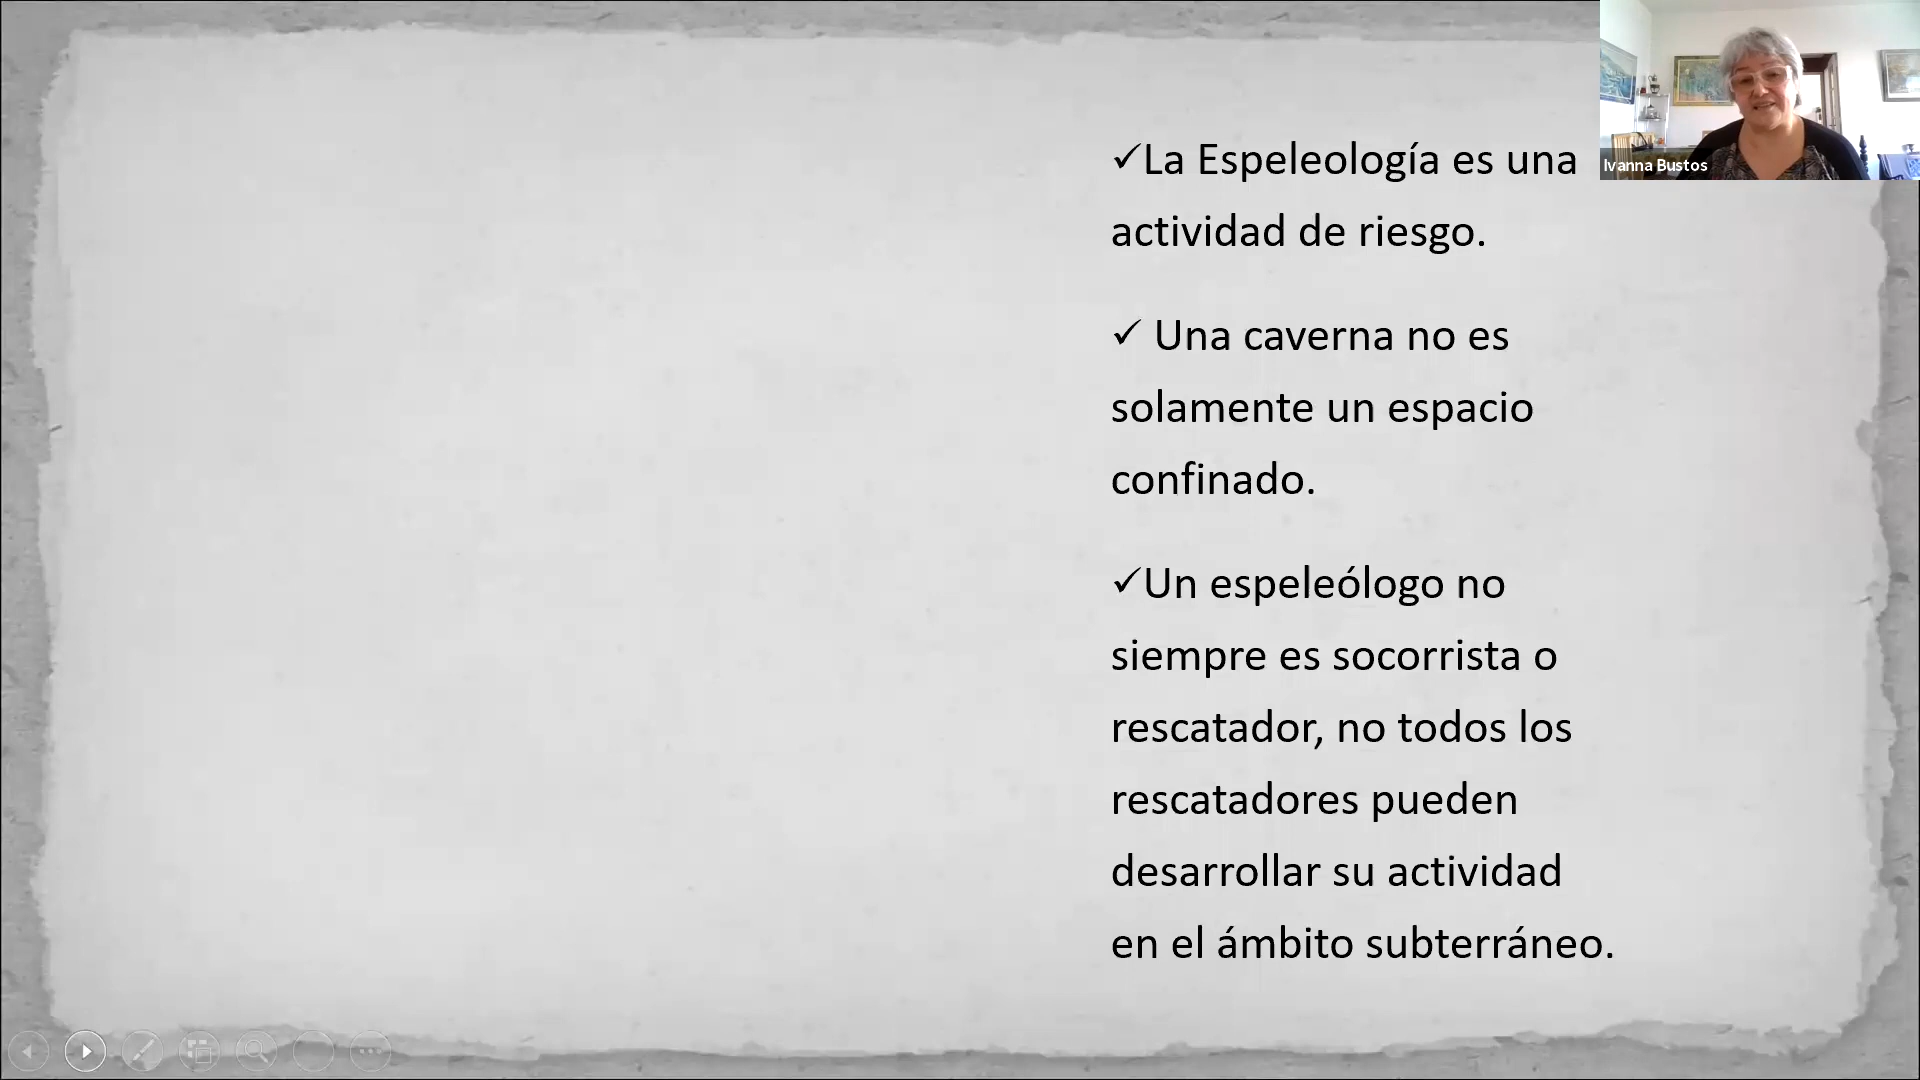 ✓La Espeleología es una
actividad de riesgo.
✓ Una caverna no es
solamente un espacio
confinado.
✓Un espeleólogo no
siempre es socorrista o
rescatador, no todos los
rescatadores pueden
desarrollar su actividad
en el ámbito subterráneo.
Ivanna Bustos